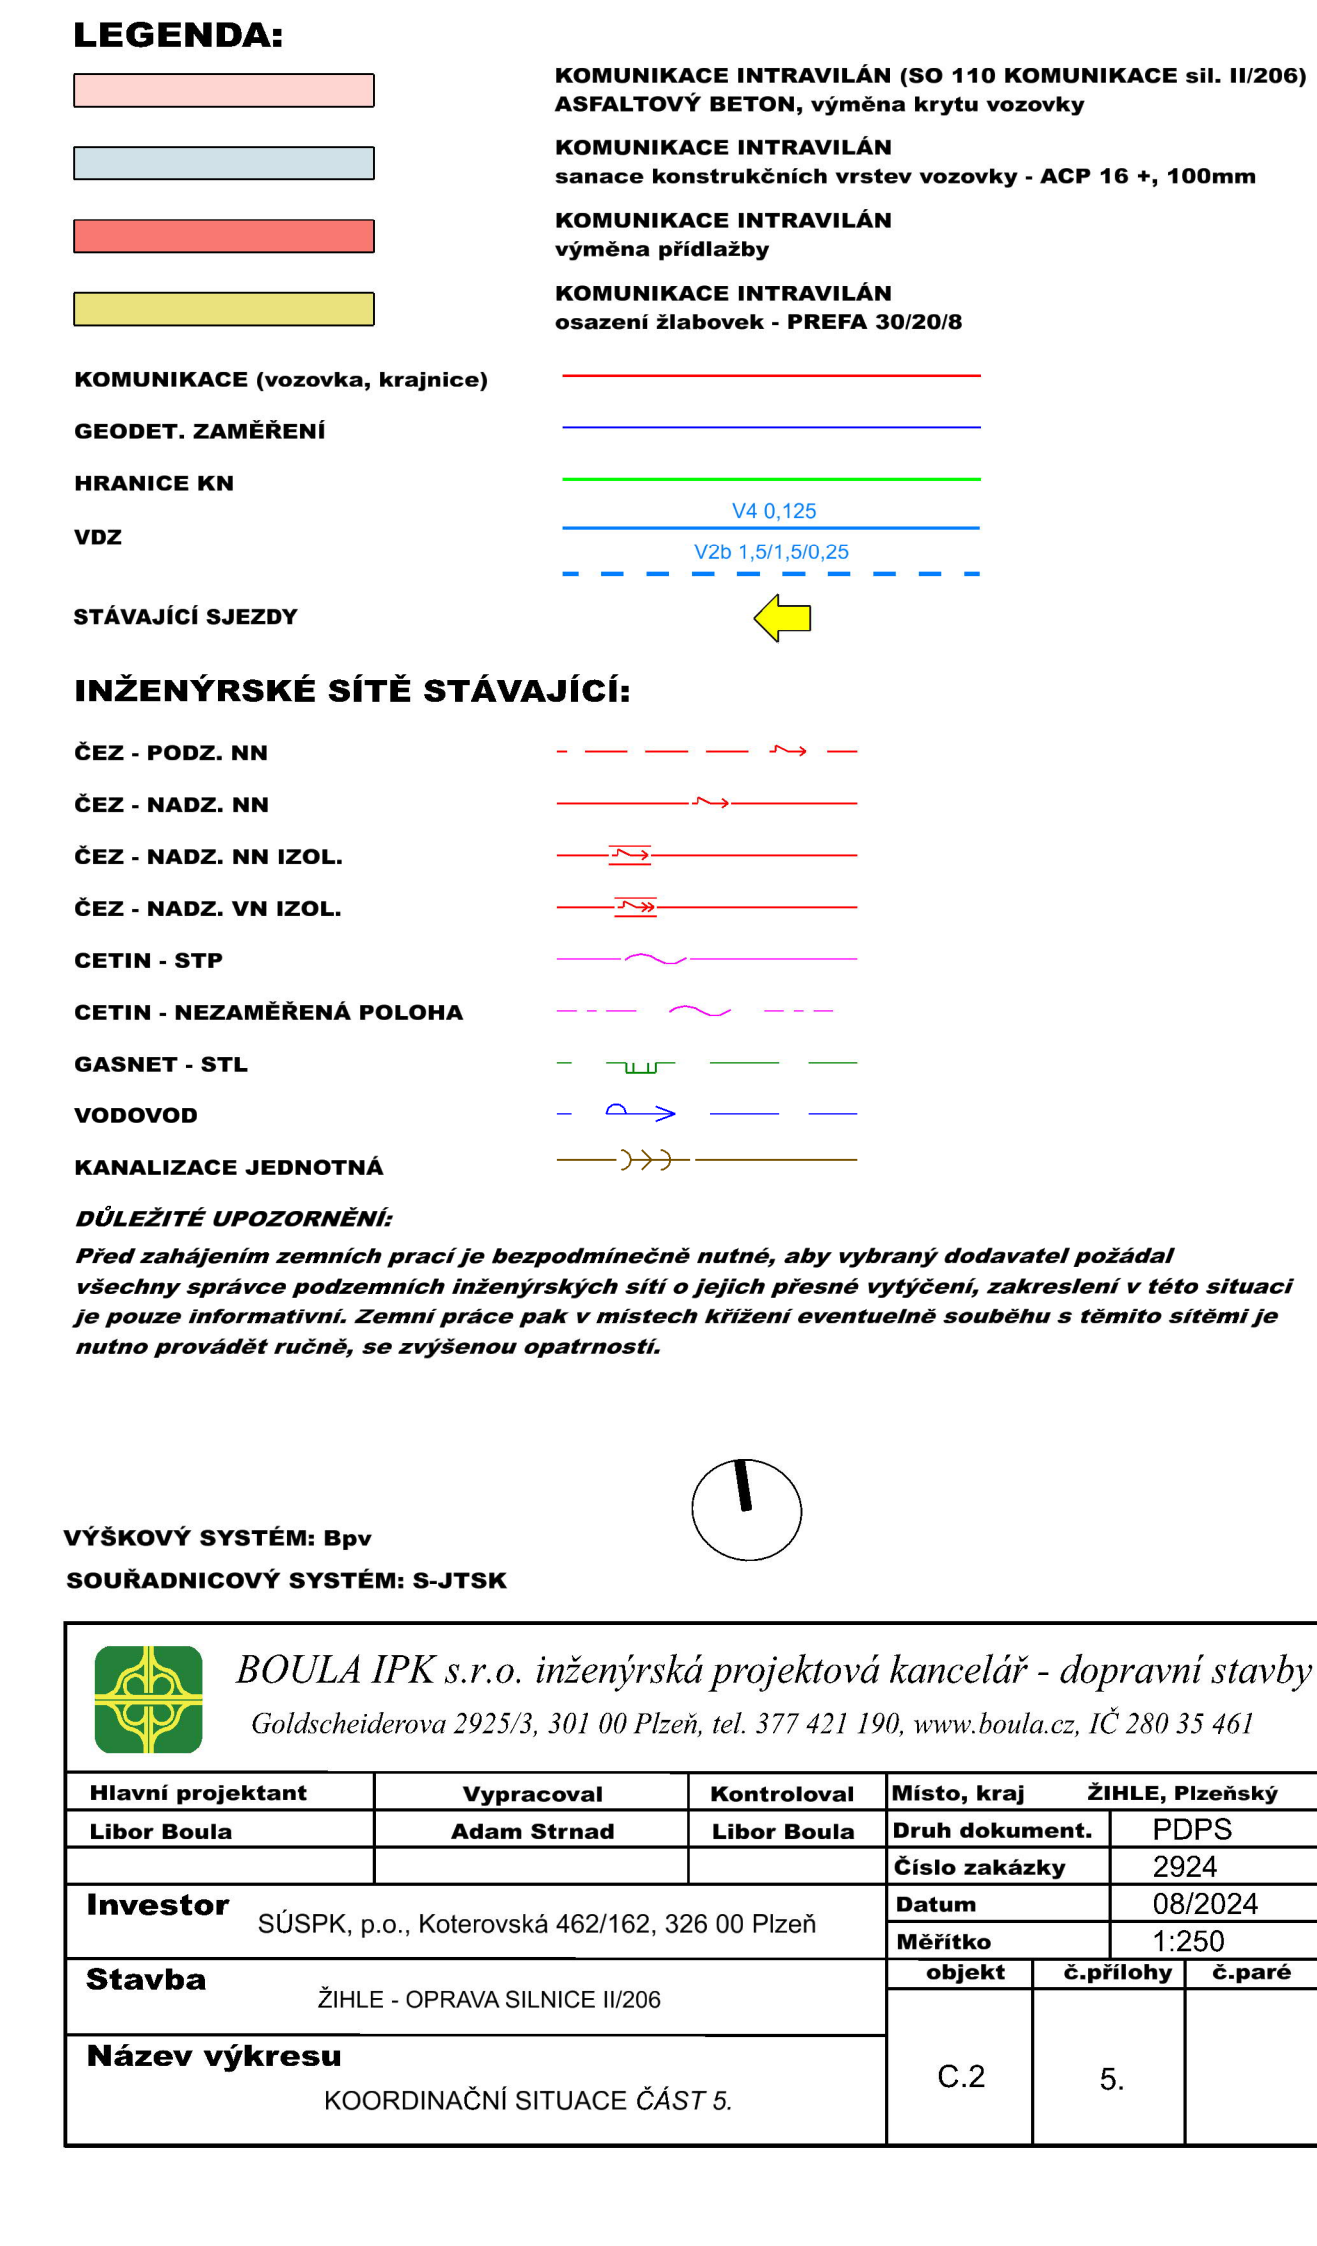 LEGENDA:
KOMUNIKACE INTRAVILÁN (SO 110 KOMUNIKACE sil. II/206)
ASFALTOVÝ BETON, výměna krytu vozovky
KOMUNIKACE INTRAVILÁN
sanace konstrukčních vrstev vozovky - ACP 16 +, 100mm
KOMUNIKACE INTRAVILÁN
výměna přídlažby
KOMUNIKACE INTRAVILÁN
osazení žlabovek - PREFA 30/20/8
KOMUNIKACE (vozovka, krajnice)
GEODET. ZAMĚŘENÍ
HRANICE KN
V4 0,125
VDZ
V2b 1,5/1,5/0,25
STÁVAJÍCÍ SJEZDY
INŽENÝRSKÉ SÍTĚ STÁVAJÍCÍ:
ČEZ - PODZ. NN
ČEZ - NADZ. NN
ČEZ - NADZ. NN IZOL.
ČEZ - NADZ. VN IZOL.
CETIN - STP
CETIN - NEZAMĚŘENÁ POLOHA
GASNET - STL
VODOVOD
KANALIZACE JEDNOTNÁ
DŮLEŽITÉ UPOZORNĚNÍ:
Před zahájením zemních prací je bezpodmínečně nutné, aby vybraný dodavatel požádal
všechny správce podzemních inženýrských sítí o jejich přesné vytýčení, zakreslení v této situaci
je pouze informativní. Zemní práce pak v místech křížení eventuelně souběhu s těmito sítěmi je
nutno provádět ručně, se zvýšenou opatrností.
VÝŠKOVÝ SYSTÉM: Bpv
SOUŘADNICOVÝ SYSTÉM: S-JTSK
BOULA IPK s.r.o. inženýrská projektová kancelář - dopravní stavby
Goldscheiderova 2925/3, 301 00 Plzeň, tel. 377 421 190, www.boula.cz, IČ 280 35 461
Hlavní projektant Vypracoval Kontroloval Místo, kraj ŽIHLE, Plzeňský
Libor Boula Adam Strnad Libor Boula Druh dokument. PDPS
Číslo zakázky 2924
Investor Datum 08/2024
SÚSPK, p.o., Koterovská 462/162, 326 00 Plzeň
Měřítko 1:250
Stavba objekt č.přílohy č.paré
ŽIHLE - OPRAVA SILNICE II/206
Název výkresu
C.2 5.
KOORDINAČNÍ SITUACE ČÁST 5.